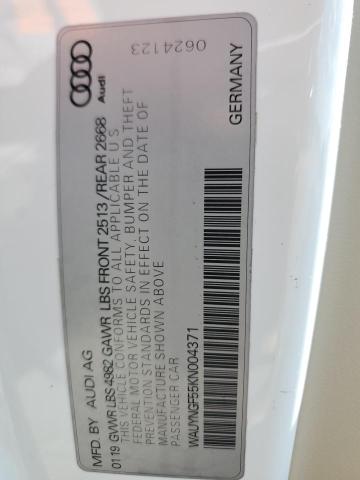 MFD. BY AUDI AG
0624123
Audi
01 19 GVWR LBS 4982 GAWR LBS FRONT 2513 /REAR 2668
THIS VEHICLE CONFORMS TO ALL APPLICABLE U S
FEDERAL MOTOR VEHICLE SAFETY, BUMPER AND THEFT
PREVENTION STANDARDS IN EFFECT ON THE DATE OF
MANUFACTURE SHOWN ABOVE
PASSENGER CAR
WAUYNGF55KN004371
GERMANY